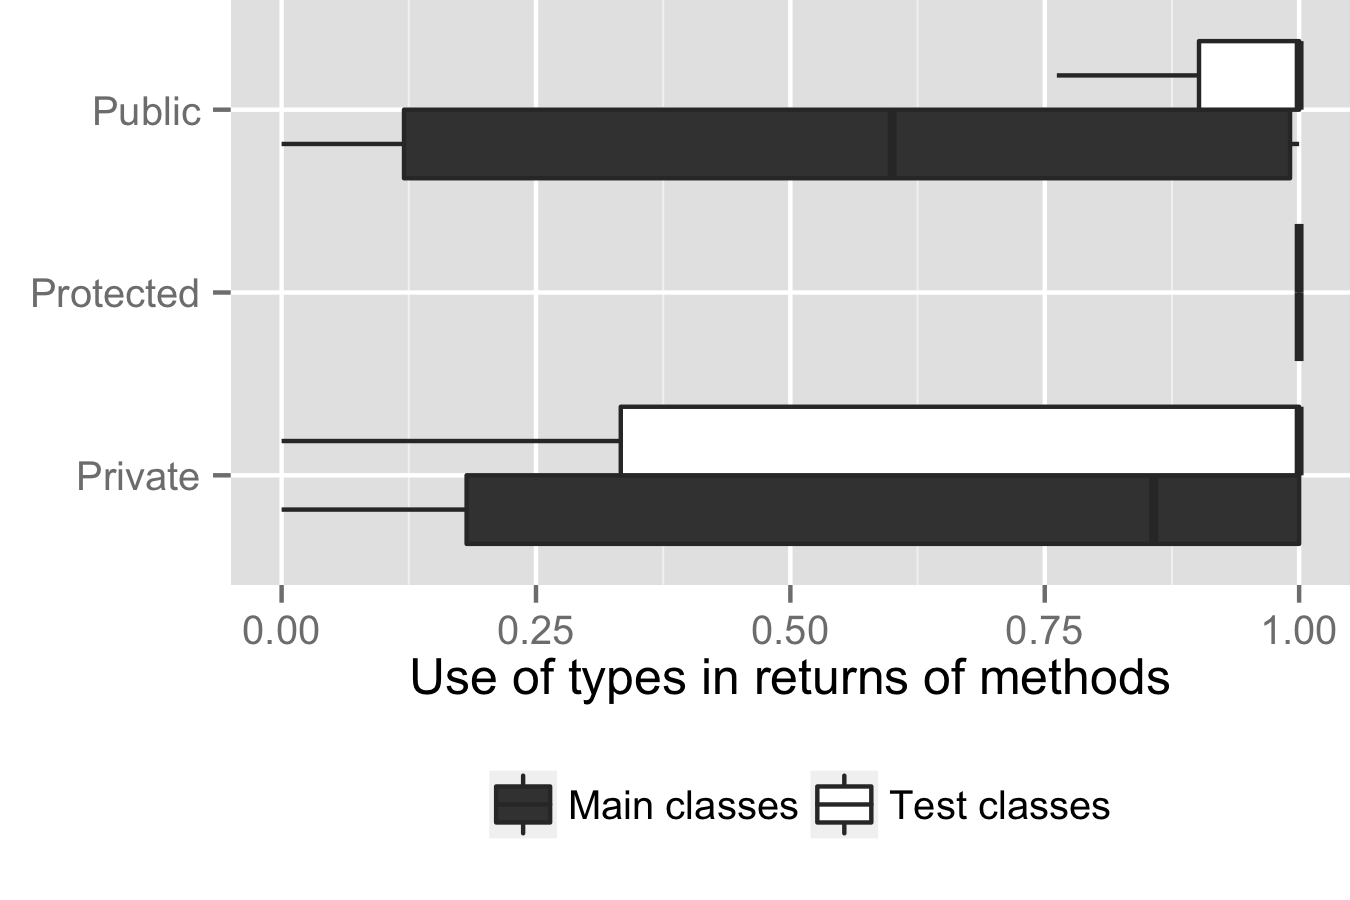 Public
Protected
Private
0.00 0.25 0.50 0.75 1.00
Use of types in returns of methods
Main classes Test classes